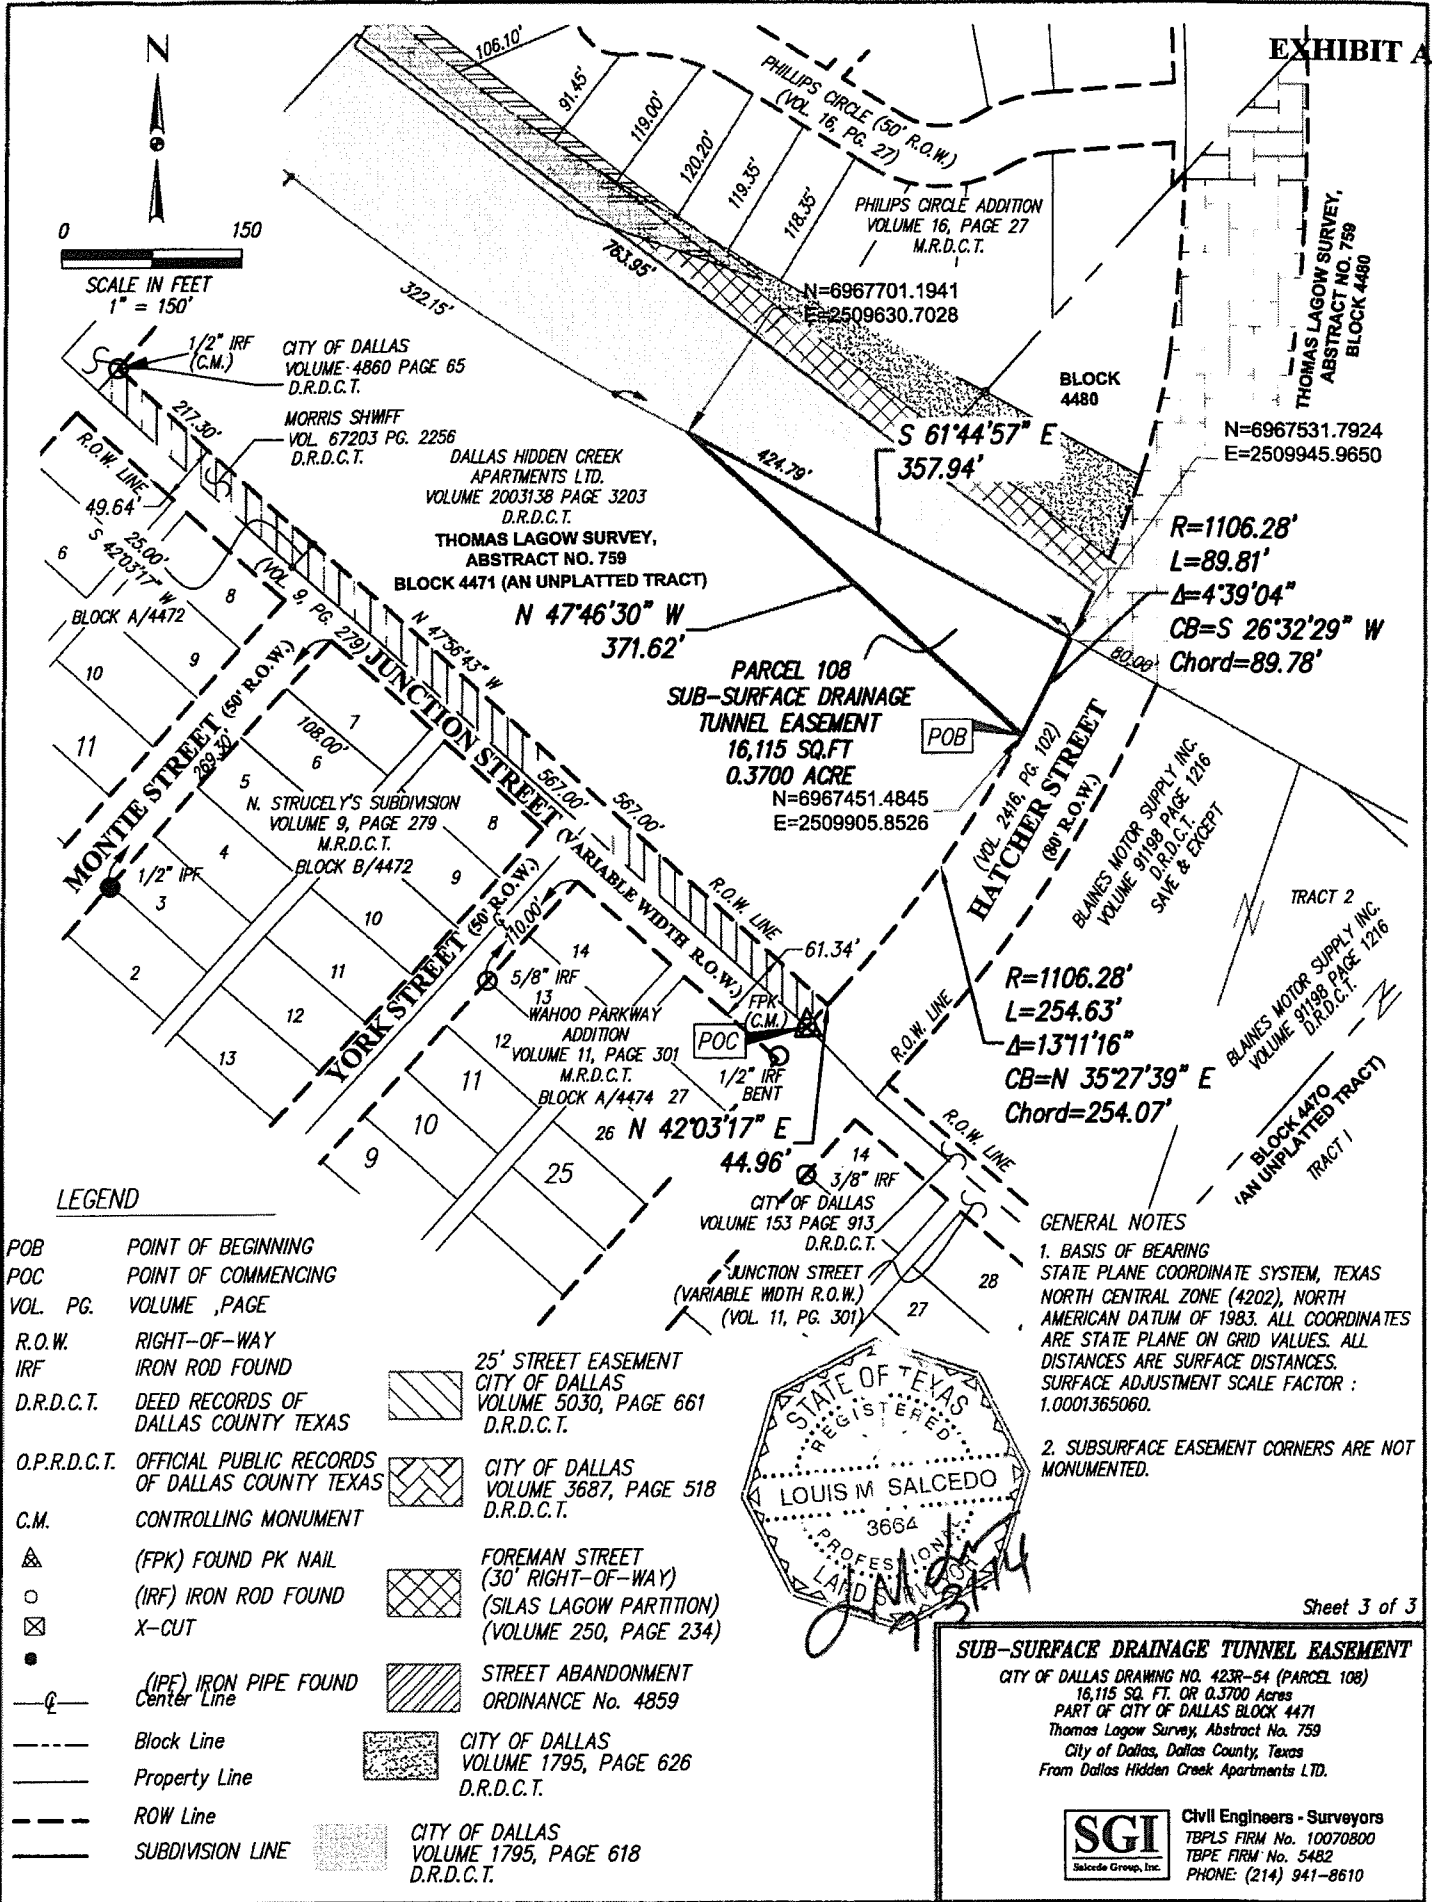 EXHIBIT A
N
0 150
SCALE IN FEET
1" = 150'
106.10'
91.45'
119.00'
120.20'
119.35'
118.35'
PHILLIPS CIRCLE (50' R.O.W.)
(VOL. 16, PG. 27)
PHILIPS CIRCLE ADDITION
VOLUME 16, PAGE 27
M.R.D.C.T.
763.95'
322.15'
N=6967701.1941
E=2509630.7028
THOMAS LAGOW SURVEY,
ABSTRACT NO. 759
BLOCK 4480
BLOCK
4480
1/2" IRF
(C.M.)
CITY OF DALLAS
VOLUME 4860 PAGE 65
D.R.D.C.T.
MORRIS SHWIFF
VOL 67203 PG. 2256
D.R.D.C.T.
217.30'
R.O.W. LINE
49.64'
25.00'
S 42°03'17" W
DALLAS HIDDEN CREEK
APARTMENTS LTD.
VOLUME 2003138 PAGE 3203
D.R.D.C.T.
THOMAS LAGOW SURVEY,
ABSTRACT NO. 759
BLOCK 4471 (AN UNPLATTED TRACT)
424.79'
S 61°44'57" E
357.94'
N=6967531.7924
E=2509945.9650
R=1106.28'
L=89.81'
Δ=4°39'04"
CB=S 26°32'29" W
Chord=89.78'
80.00'
N 47°46'30" W
371.62'
PARCEL 108
SUB-SURFACE DRAINAGE
TUNNEL EASEMENT
16,115 SQ.FT
0.3700 ACRE
POB
N=6967451.4845
E=2509905.8526
6
8
BLOCK A/4472
9
10
11
(VOL. 9, PG. 279)
N 47°56'43" W
JUNCTION STREET (VARIABLE WIDTH R.O.W.)
MONTIE STREET (50' R.O.W.)
269.30'
108.00'
7
6
5
N. STRUCELY'S SUBDIVISION
VOLUME 9, PAGE 279
M.R.D.C.T.
BLOCK B/4472
8
4
9
3
10
2
11
12
13
1/2" IPF
567.00'
567.00'
R.O.W. LINE
YORK STREET (50' R.O.W.)
110.00'
5/8" IRF
14
13
WAHOO PARKWAY
ADDITION
VOLUME 11, PAGE 301
M.R.D.C.T.
BLOCK A/4474
12
11
10
9
27
26
25
61.34'
FPK
(C.M.)
POC
1/2" IRF
BENT
N 42°03'17" E
44.96'
(VOL. 2416, PG. 102)
HATCHER STREET
(80' R.O.W.)
BLAINES MOTOR SUPPLY INC.
VOLUME 91198 PAGE 1216
D.R.D.C.T.
SAVE & EXCEPT
TRACT 2
BLAINES MOTOR SUPPLY INC.
VOLUME 91198 PAGE 1216
D.R.D.C.T.
R=1106.28'
L=254.63'
Δ=13°11'16"
CB=N 35°27'39" E
Chord=254.07'
R.O.W. LINE
R.O.W. LINE
BLOCK 4470
(AN UNPLATTED TRACT)
TRACT 1
14
3/8" IRF
CITY OF DALLAS
VOLUME 153 PAGE 913
D.R.D.C.T.
JUNCTION STREET
(VARIABLE WIDTH R.O.W.)
(VOL. 11, PG. 301)
28
27
LEGEND
POB POINT OF BEGINNING
POC POINT OF COMMENCING
VOL. PG. VOLUME ,PAGE
R.O.W. RIGHT-OF-WAY
IRF IRON ROD FOUND
D.R.D.C.T. DEED RECORDS OF
DALLAS COUNTY TEXAS
O.P.R.D.C.T. OFFICIAL PUBLIC RECORDS
OF DALLAS COUNTY TEXAS
C.M. CONTROLLING MONUMENT
(FPK) FOUND PK NAIL
(IRF) IRON ROD FOUND
X-CUT
(IPF) IRON PIPE FOUND
Center Line
Block Line
Property Line
ROW Line
SUBDIVISION LINE
25' STREET EASEMENT
CITY OF DALLAS
VOLUME 5030, PAGE 661
D.R.D.C.T.
CITY OF DALLAS
VOLUME 3687, PAGE 518
D.R.D.C.T.
FOREMAN STREET
(30' RIGHT-OF-WAY)
(SILAS LAGOW PARTITION)
(VOLUME 250, PAGE 234)
STREET ABANDONMENT
ORDINANCE No. 4859
CITY OF DALLAS
VOLUME 1795, PAGE 626
D.R.D.C.T.
CITY OF DALLAS
VOLUME 1795, PAGE 618
D.R.D.C.T.
GENERAL NOTES
1. BASIS OF BEARING
STATE PLANE COORDINATE SYSTEM, TEXAS
NORTH CENTRAL ZONE (4202), NORTH
AMERICAN DATUM OF 1983. ALL COORDINATES
ARE STATE PLANE ON GRID VALUES. ALL
DISTANCES ARE SURFACE DISTANCES.
SURFACE ADJUSTMENT SCALE FACTOR :
1.0001365060.
2. SUBSURFACE EASEMENT CORNERS ARE NOT
MONUMENTED.
STATE OF TEXAS
REGISTERED
LOUIS M SALCEDO
3664
PROFESSIONAL
LAND SURVEYOR
Sheet 3 of 3
SUB-SURFACE DRAINAGE TUNNEL EASEMENT
CITY OF DALLAS DRAWING NO. 423R-54 (PARCEL 108)
16,115 SQ. FT. OR 0.3700 Acres
PART OF CITY OF DALLAS BLOCK 4471
Thomas Lagow Survey, Abstract No. 759
City of Dallas, Dallas County, Texas
From Dallas Hidden Creek Apartments LTD.
SGI
Salcedo Group, Inc.
Civil Engineers - Surveyors
TBPLS FIRM No. 10070800
TBPE FIRM No. 5482
PHONE: (214) 941-8610